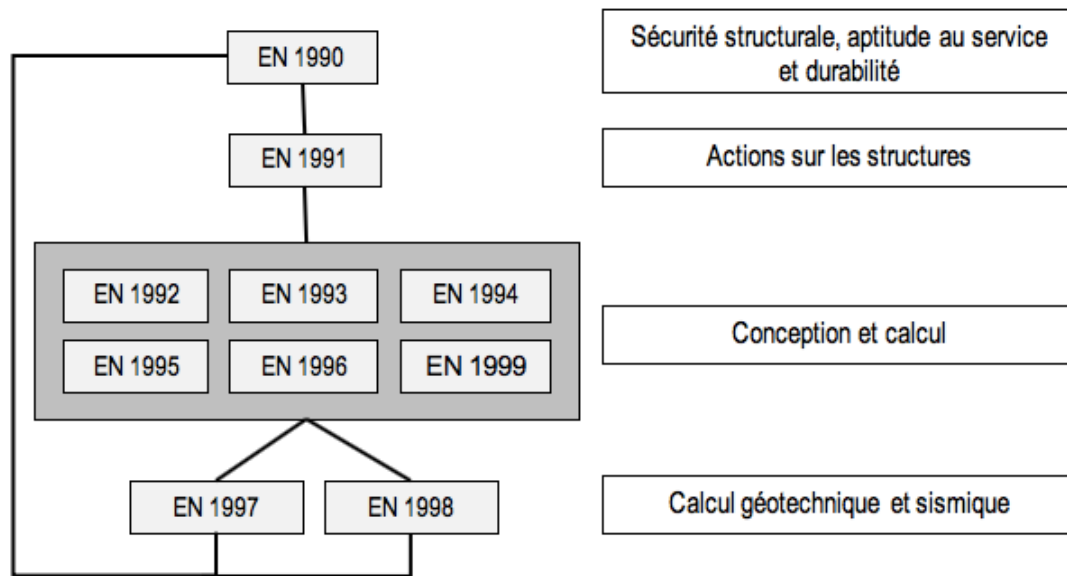 EN 1990
Sécurité structurale, aptitude au service
et durabilité
EN 1991
Actions sur les structures
EN 1992
EN 1993
EN 1994
EN 1995
EN 1996
EN 1999
Conception et calcul
EN 1997
EN 1998
Calcul géotechnique et sismique